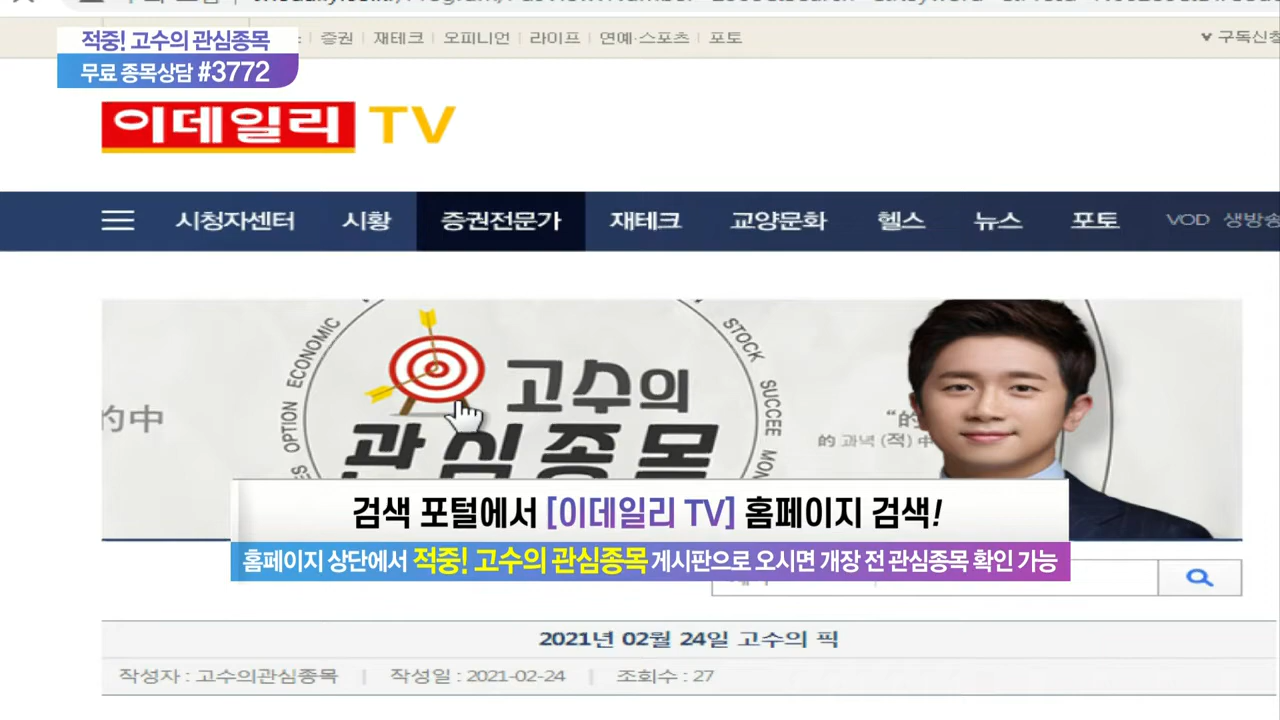 적중! 고수의 관심종목
무료 종목상담 #3772
증권 재테크 오피니언 라이프 연예·스포츠 포토
구독신청
이데일리 TV
시청자센터 시황 증권전문가 재테크 교양문화 헬스 뉴스 포토 VOD 생방송
OPTION ECONOMIC
STOCK SUCCEE MON
고수의
관심종목
的中
“的
的 과녁 (적) 中
검색 포털에서 [이데일리 TV] 홈페이지 검색!
홈페이지 상단에서 적중! 고수의 관심종목 게시판으로 오시면 개장 전 관심종목 확인 가능
2021년 02월 24일 고수의 픽
작성자 : 고수의관심종목 | 작성일 : 2021-02-24 | 조회수 : 27